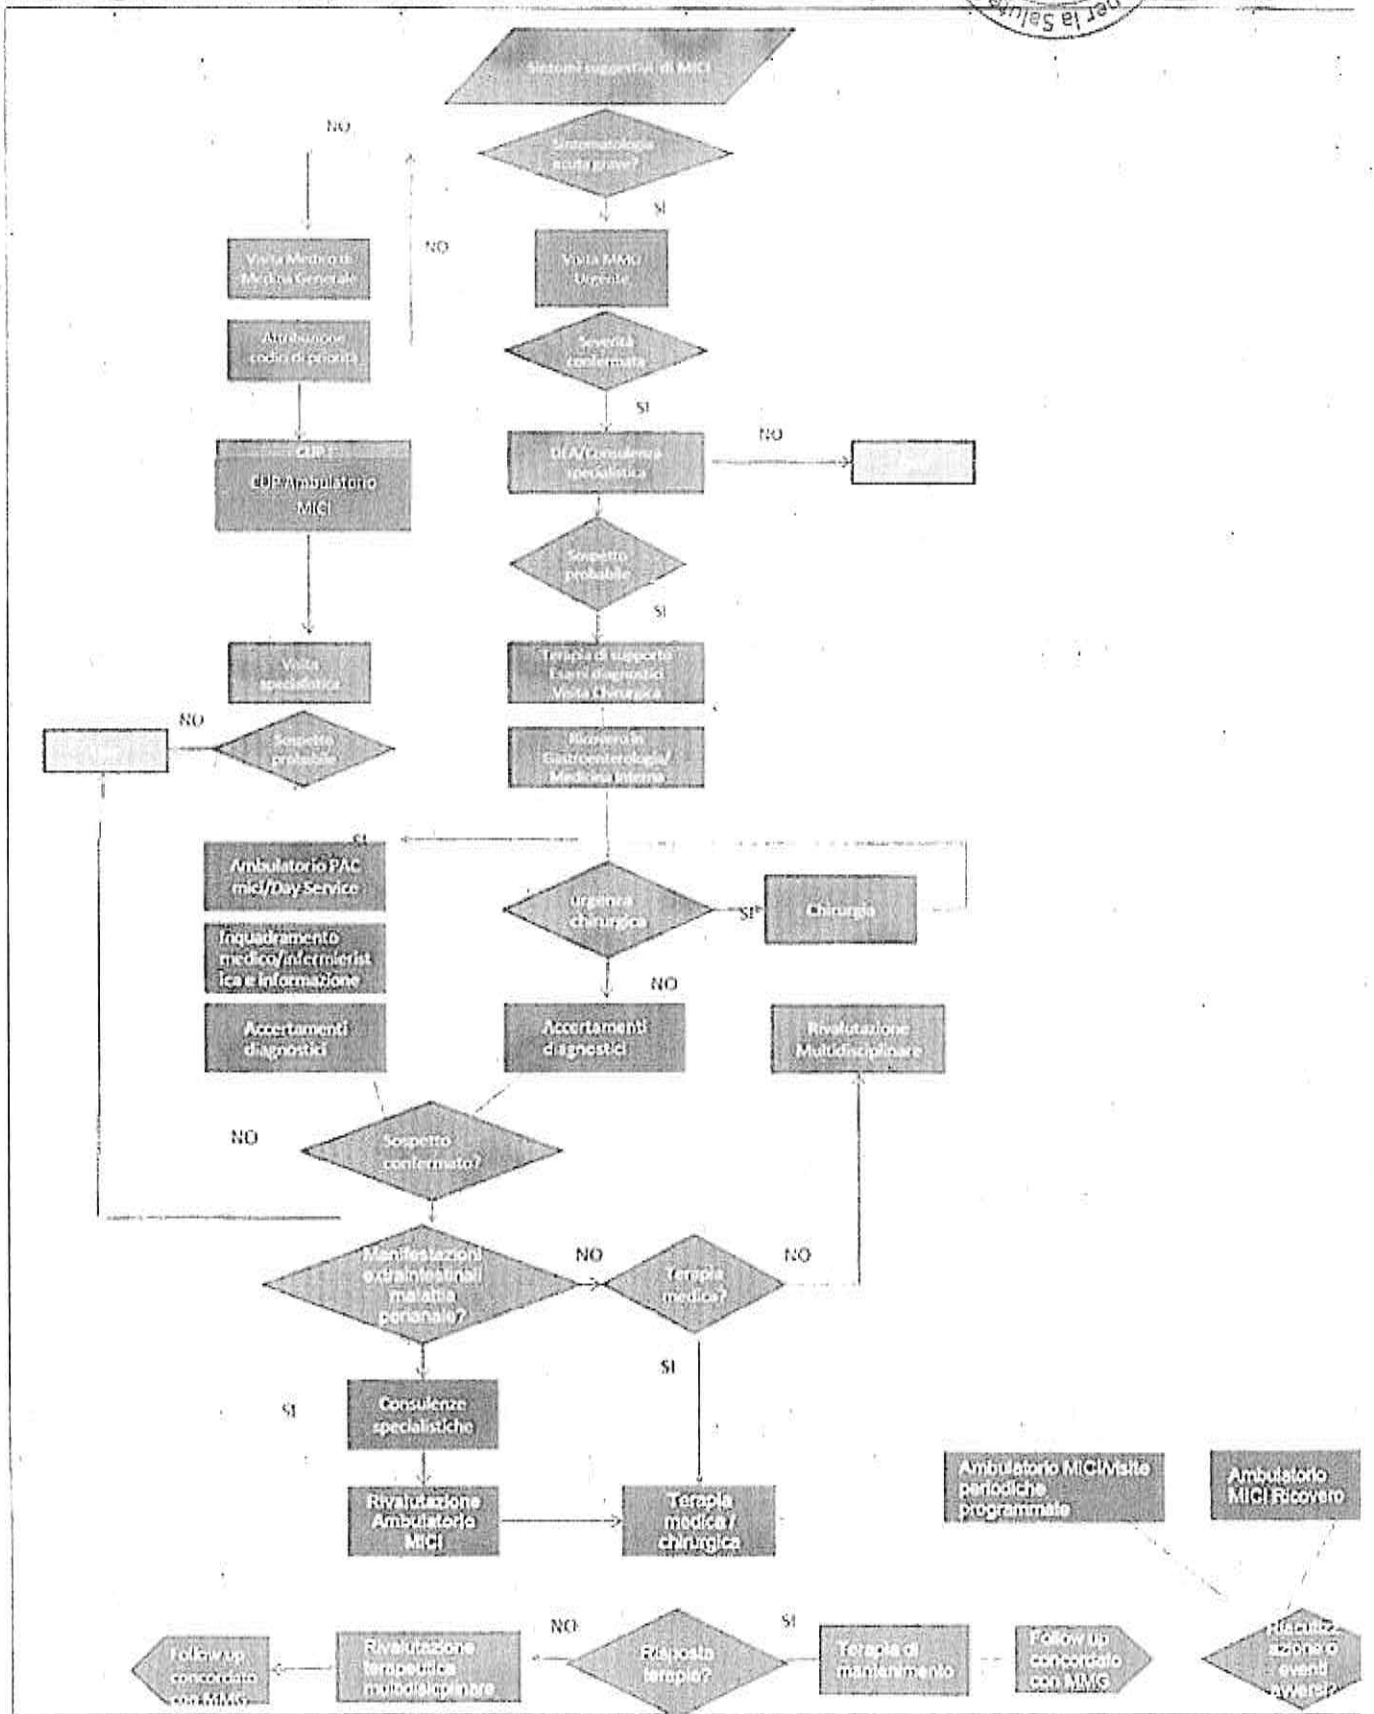 per la Salute
Sintomi suggestivi di MICI
NO
Sintomatologia
acuta grave?
SI
NO
Visita Medico di
Medina Generale
Visita MMG
Urgente
Attribuzione
codici di priorità
Severità
confermata
SI
CUP
CUP Ambulatorio
MICI
DEA/Consulenza
specialistica
NO
Sospetto
probabile
SI
Visita
specialistica
Terapia di supporto
Esami diagnostici
Visita Chirurgica
NO
Sospetto
probabile
Ricovero in
Gastroenterologia/
Medicina Interna
SI
Ambulatorio PAC
mici/Day Service
urgenza
chirurgica
SI
Chirurgia
Inquadramento
medico/infermierist
ica e informazione
NO
Accertamenti
diagnostici
Accertamenti
diagnostici
Rivalutazione
Multidisciplinare
NO
Sospetto
confermato?
Manifestazioni
extraintestinali
malattia
perianale?
NO
Terapia
medica?
NO
SI
SI
Consulenze
specialistiche
Rivalutazione
Ambulatorio
MICI
Terapia
medica /
chirurgica
Ambulatorio MICI/visite
periodiche
programmate
Ambulatorio
MICI Ricovero
Follow up
concordato
con MMG
Rivalutazione
terapeutica
multidisiciplinare
NO
Risposta
terapia?
SI
Terapia di
mantenimento
Follow up
concordato
con MMG
Riacutizz
azione o
eventi
avversi?